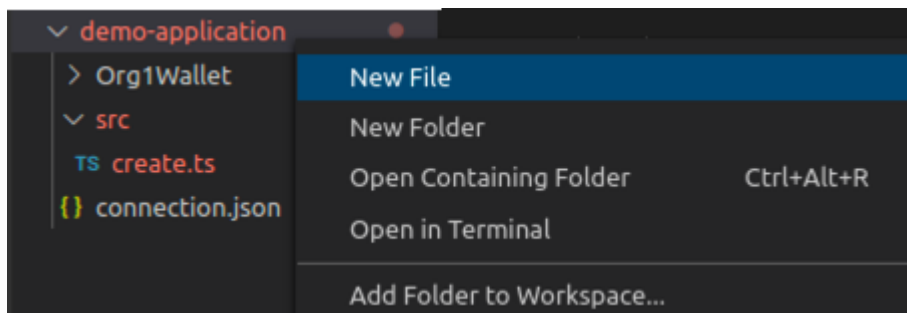 demo-application
Org1Wallet
src
TS create.ts
{} connection.json
New File
New Folder
Open Containing Folder Ctrl+Alt+R
Open in Terminal
Add Folder to Workspace...